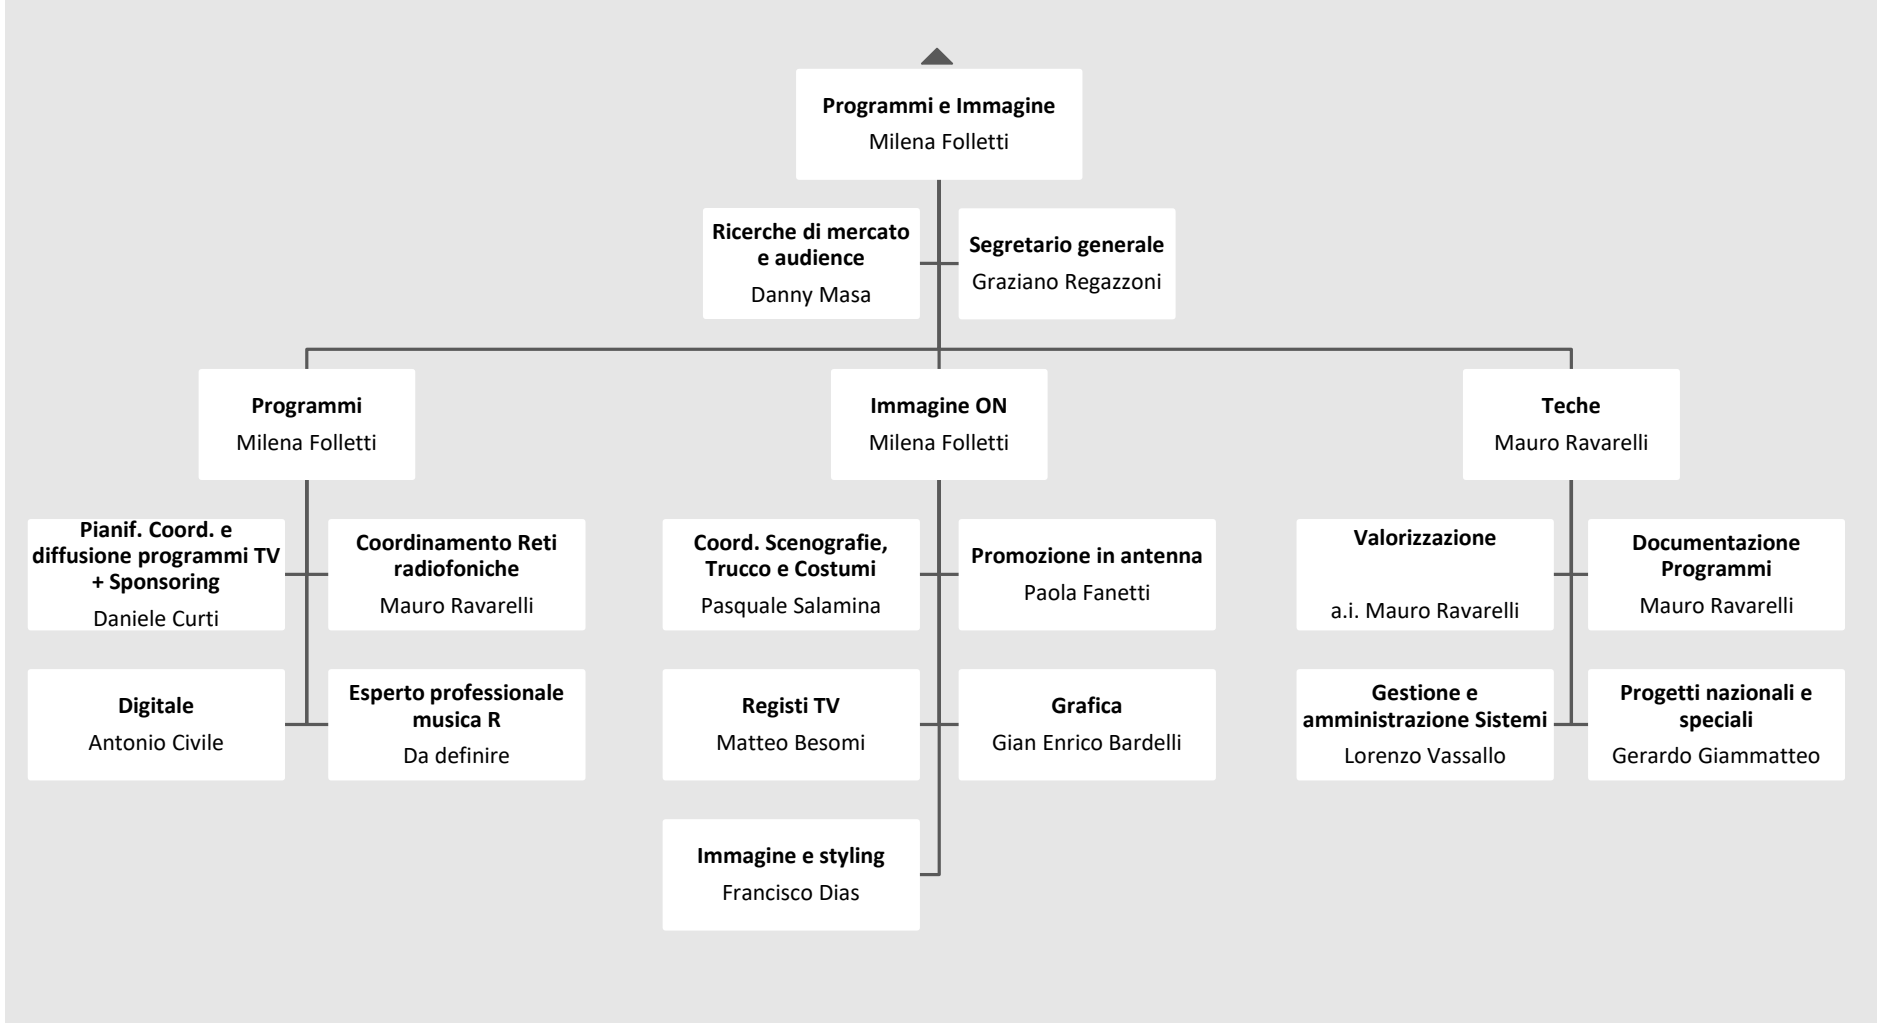 Programmi e Immagine
Milena Folletti
Ricerche di mercato
e audience
Danny Masa
Segretario generale
Graziano Regazzoni
Programmi
Milena Folletti
Immagine ON
Milena Folletti
Teche
Mauro Ravarelli
Pianif. Coord. e
diffusione programmi TV
+ Sponsoring
Daniele Curti
Coordinamento Reti
radiofoniche
Mauro Ravarelli
Coord. Scenografie,
Trucco e Costumi
Pasquale Salamina
Promozione in antenna
Paola Fanetti
Valorizzazione
a.i. Mauro Ravarelli
Documentazione
Programmi
Mauro Ravarelli
Digitale
Antonio Civile
Esperto professionale
musica R
Da definire
Registi TV
Matteo Besomi
Grafica
Gian Enrico Bardelli
Gestione e
amministrazione Sistemi
Lorenzo Vassallo
Progetti nazionali e
speciali
Gerardo Giammatteo
Immagine e styling
Francisco Dias